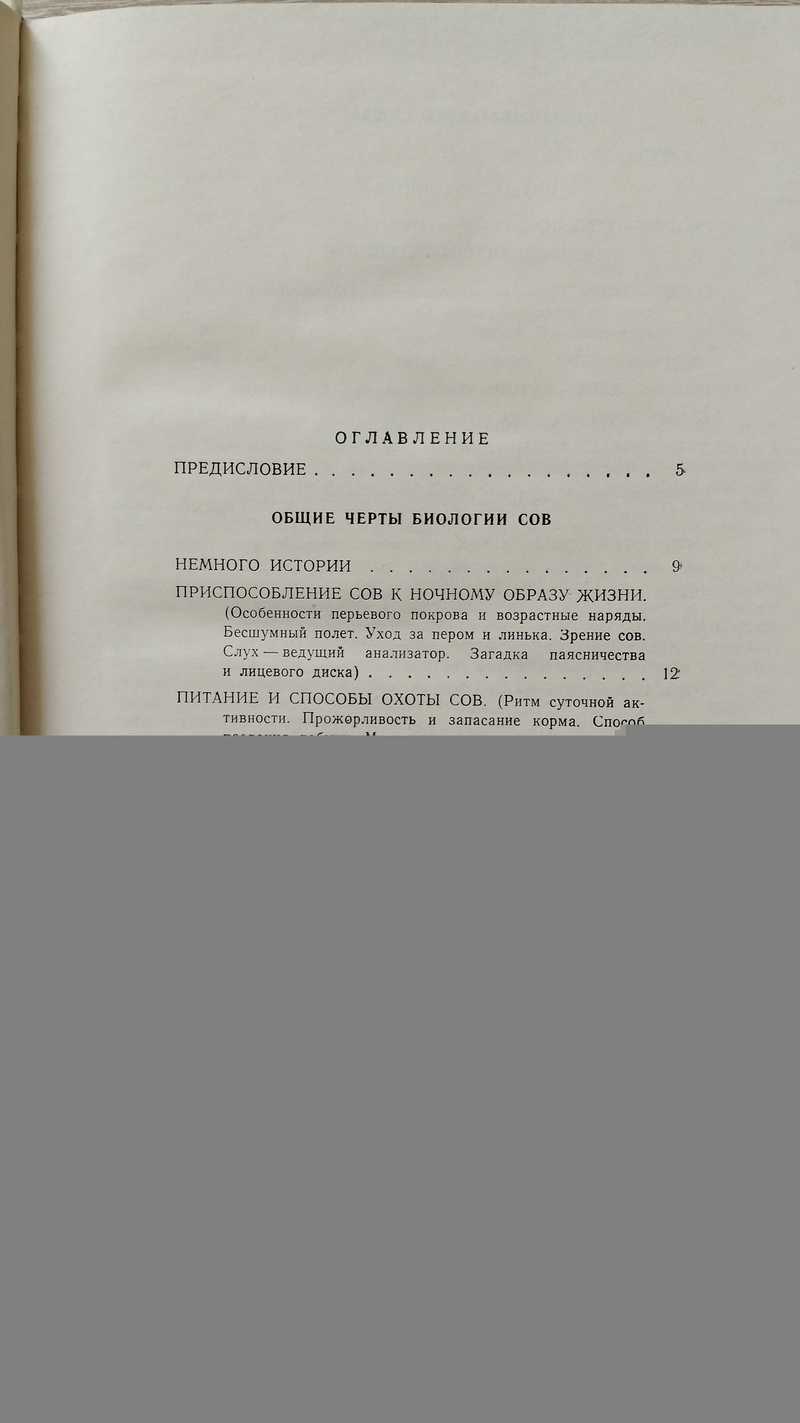 ОГЛАВЛЕНИЕ
ПРЕДИСЛОВИЕ . . . . . . . . . . . . . . . . . . 5
ОБЩИЕ ЧЕРТЫ БИОЛОГИИ СОВ
НЕМНОГО ИСТОРИИ . . . . . . . . . . . . . . . 9
ПРИСПОСОБЛЕНИЕ СОВ К НОЧНОМУ ОБРАЗУ ЖИЗНИ.
(Особенности перьевого покрова и возрастные наряды.
Бесшумный полет. Уход за пером и линька. Зрение сов.
Слух — ведущий анализатор. Загадка паясничества
и лицевого диска) . . . . . . . . . . . . . . . 12
ПИТАНИЕ И СПОСОБЫ ОХОТЫ СОВ. (Ритм суточной ак-
тивности. Прожорливость и запасание корма. Способ